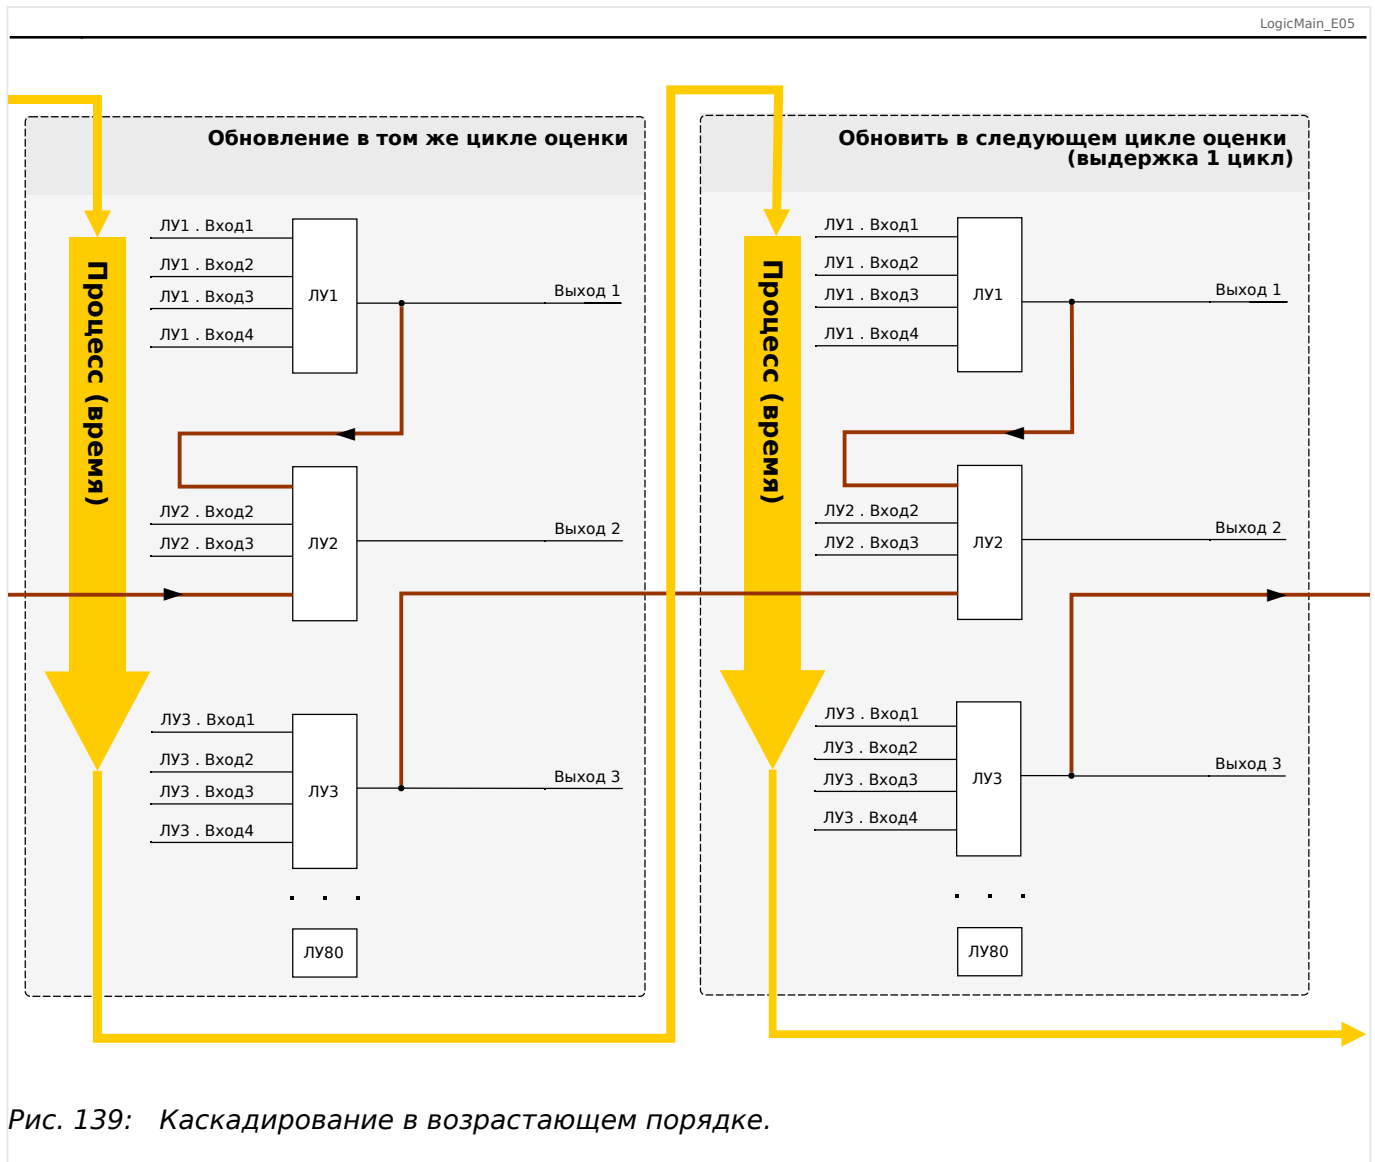 LogicMain_E05
Обновление в том же цикле оценки
Процесс (время)
ЛУ1 . Вход1
ЛУ1 . Вход2
ЛУ1 . Вход3
ЛУ1 . Вход4
ЛУ1
Выход 1
ЛУ2 . Вход2
ЛУ2 . Вход3
ЛУ2
Выход 2
ЛУ3 . Вход1
ЛУ3 . Вход2
ЛУ3 . Вход3
ЛУ3 . Вход4
ЛУ3
Выход 3
. . .
ЛУ80
Обновить в следующем цикле оценки
(выдержка 1 цикл)
Процесс (время)
ЛУ1 . Вход1
ЛУ1 . Вход2
ЛУ1 . Вход3
ЛУ1 . Вход4
ЛУ1
Выход 1
ЛУ2 . Вход2
ЛУ2 . Вход3
ЛУ2
Выход 2
ЛУ3 . Вход1
ЛУ3 . Вход2
ЛУ3 . Вход3
ЛУ3 . Вход4
ЛУ3
Выход 3
. . .
ЛУ80
Рис. 139: Каскадирование в возрастающем порядке.